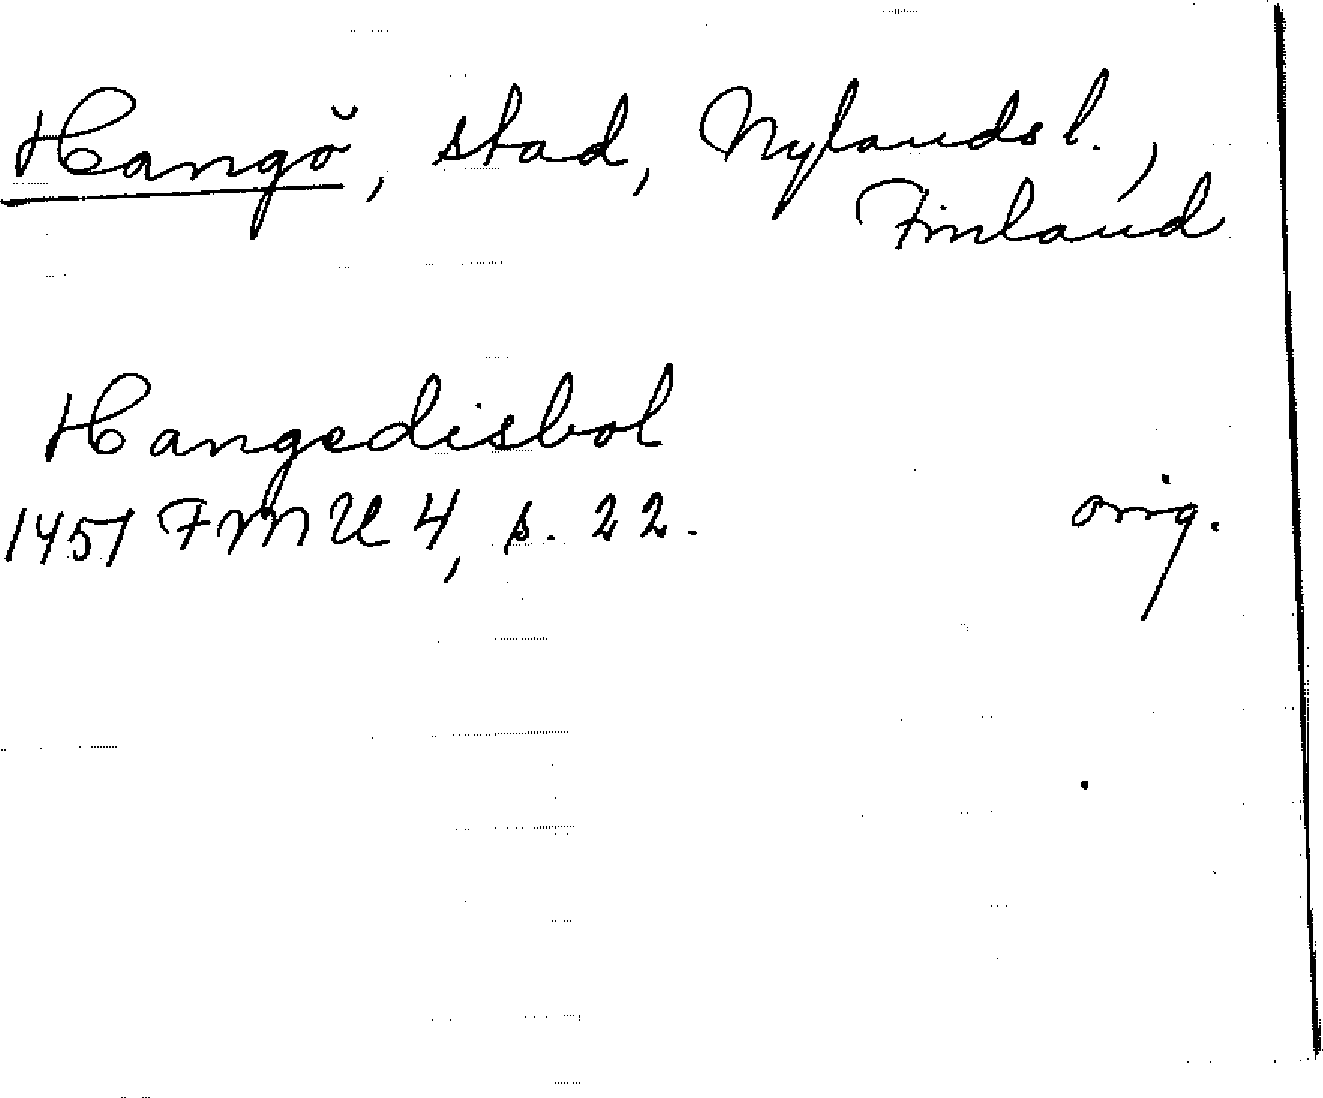 Hangö, stad, Nylands l.,
Finland
Hangedisbol
1457 FMU 4, s. 22. orig.